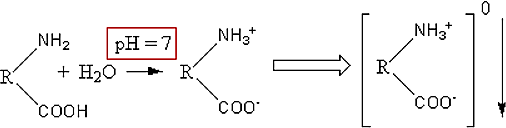 NH₂ pH = 7 NH₃⁺ NH₃⁺ 0
R + H₂O R R
COOH COO⁻ COO⁻